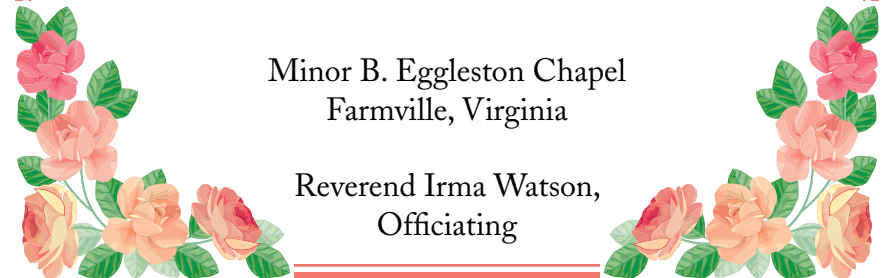 Minor B. Eggleston Chapel
Farmville, Virginia
Reverend Irma Watson,
Officiating